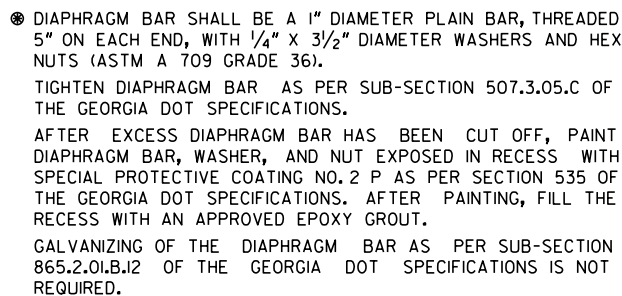 ⊛ DIAPHRAGM BAR SHALL BE A 1" DIAMETER PLAIN BAR, THREADED
5" ON EACH END, WITH 1/4" X 3 1/2" DIAMETER WASHERS AND HEX
NUTS (ASTM A 709 GRADE 36).
TIGHTEN DIAPHRAGM BAR AS PER SUB-SECTION 507.3.05.C OF
THE GEORGIA DOT SPECIFICATIONS.
AFTER EXCESS DIAPHRAGM BAR HAS BEEN CUT OFF, PAINT
DIAPHRAGM BAR, WASHER, AND NUT EXPOSED IN RECESS WITH
SPECIAL PROTECTIVE COATING NO. 2 P AS PER SECTION 535 OF
THE GEORGIA DOT SPECIFICATIONS. AFTER PAINTING, FILL THE
RECESS WITH AN APPROVED EPOXY GROUT.
GALVANIZING OF THE DIAPHRAGM BAR AS PER SUB-SECTION
865.2.01.B.12 OF THE GEORGIA DOT SPECIFICATIONS IS NOT
REQUIRED.